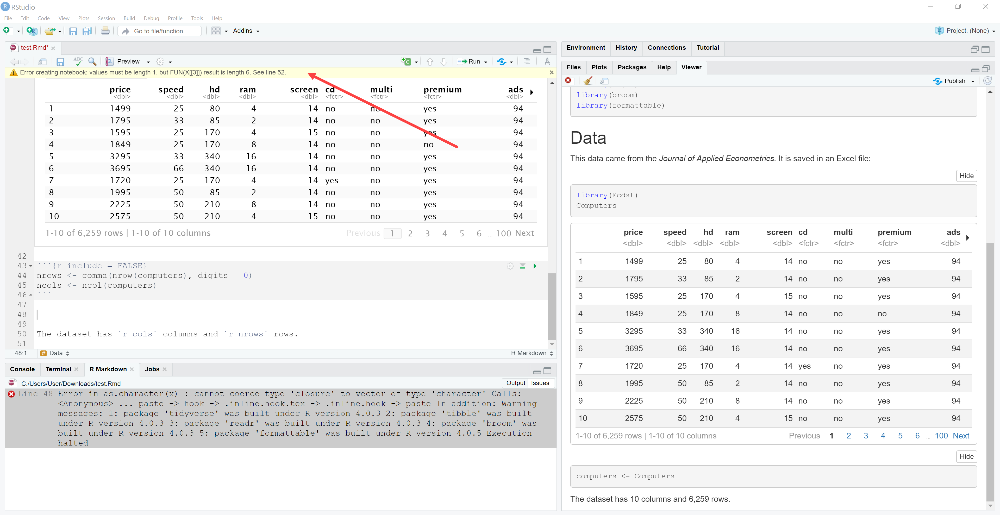 RStudio
File Edit Code View Plots Session Build Debug Profile Tools Help
Go to file/function Addins Project: (None)
test.Rmd*
ABC Preview Run
Error creating notebook: values must be length 1, but FUN(X[[3]]) result is length 6. See line 52.
price speed hd ram screen cd multi premium ads
<dbl> <dbl> <dbl> <dbl> <dbl> <fctr> <fctr> <fctr> <dbl>
1 1499 25 80 4 14 no no yes 94
2 1795 33 85 2 14 no no yes 94
3 1595 25 170 4 15 no no yes 94
4 1849 25 170 8 14 no no no 94
5 3295 33 340 16 14 no no yes 94
6 3695 66 340 16 14 no no yes 94
7 1720 25 170 4 14 yes no yes 94
8 1995 50 85 2 14 no no yes 94
9 2225 50 210 8 14 no no yes 94
10 2575 50 210 4 15 no no yes 94
1-10 of 6,259 rows | 1-10 of 10 columns Previous 1 2 3 4 5 6 ... 100 Next
42
43 ```{r include = FALSE}
44 nrows <- comma(nrow(computers), digits = 0)
45 ncols <- ncol(computers)
46 ```
47
48
49
50 The dataset has `r cols` columns and `r nrows` rows.
51
48:1 # Data R Markdown
Console Terminal R Markdown Jobs
C:/Users/User/Downloads/test.Rmd Output Issues
Line 48 Error in as.character(x) : cannot coerce type 'closure' to vector of type 'character' Calls:
<Anonymous> ... paste -> hook -> .inline.hook.tex -> .inline.hook -> paste In addition: Warning
messages: 1: package 'tidyverse' was built under R version 4.0.3 2: package 'tibble' was built
under R version 4.0.3 3: package 'readr' was built under R version 4.0.3 4: package 'broom' was
built under R version 4.0.3 5: package 'formattable' was built under R version 4.0.5 Execution
halted
Environment History Connections Tutorial
Files Plots Packages Help Viewer
Publish
library(broom)
library(formattable)
Data
This data came from the Journal of Applied Econometrics. It is saved in an Excel file:
Hide
library(Ecdat)
Computers
price speed hd ram screen cd multi premium ads
<dbl> <dbl> <dbl> <dbl> <dbl> <fctr> <fctr> <fctr> <dbl>
1 1499 25 80 4 14 no no yes 94
2 1795 33 85 2 14 no no yes 94
3 1595 25 170 4 15 no no yes 94
4 1849 25 170 8 14 no no no 94
5 3295 33 340 16 14 no no yes 94
6 3695 66 340 16 14 no no yes 94
7 1720 25 170 4 14 yes no yes 94
8 1995 50 85 2 14 no no yes 94
9 2225 50 210 8 14 no no yes 94
10 2575 50 210 4 15 no no yes 94
1-10 of 6,259 rows | 1-10 of 10 columns Previous 1 2 3 4 5 6 ... 100 Next
Hide
computers <- Computers
The dataset has 10 columns and 6,259 rows.